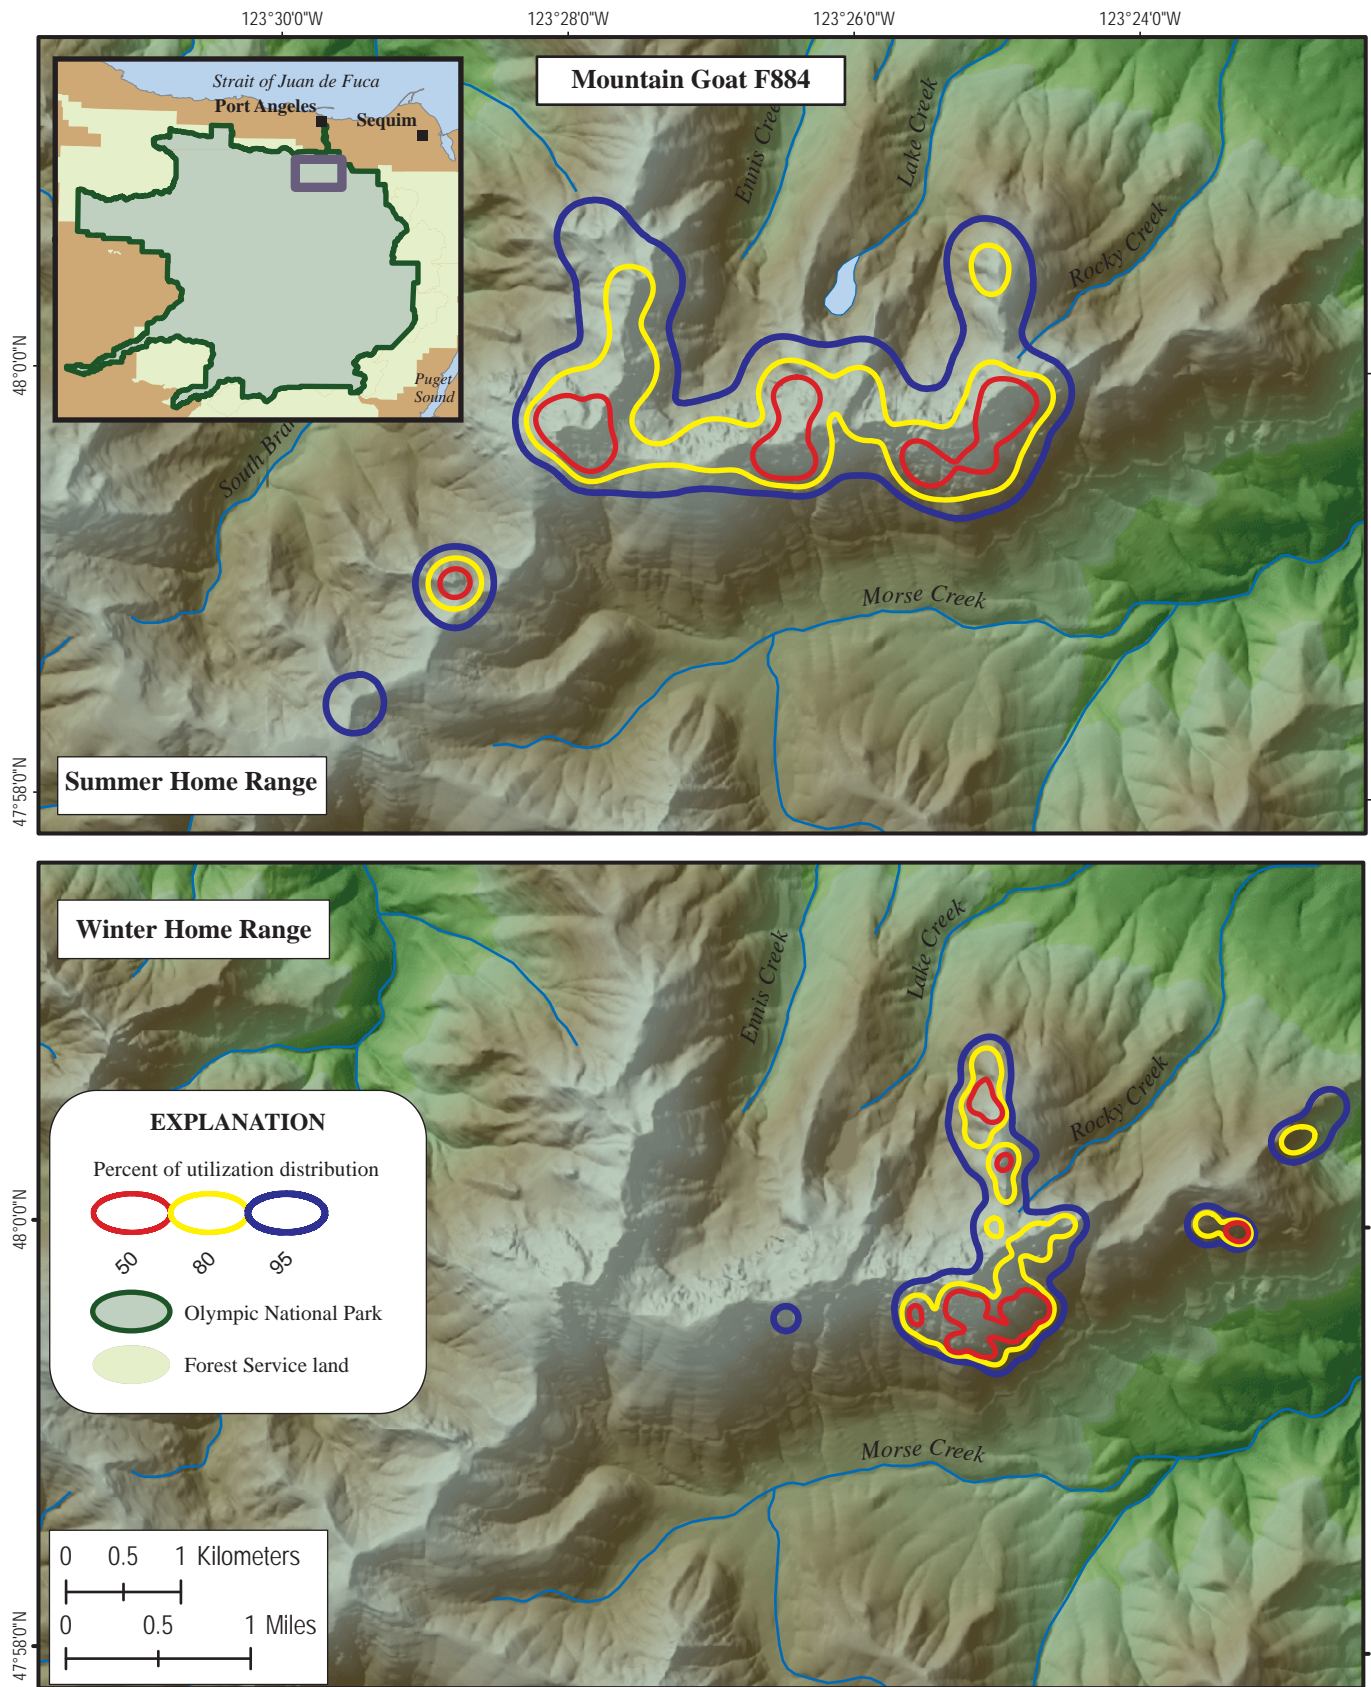 123°30'0"W
123°28'0"W
123°26'0"W
123°24'0"W
Mountain Goat F884
Strait of Juan de Fuca
Port Angeles
Sequim
Puget
Sound
Ennis Creek
Lake Creek
Rocky Creek
48°0'0"N
South Bran
Morse Creek
47°58'0"N
Summer Home Range
Winter Home Range
Ennis Creek
Lake Creek
Rocky Creek
48°0'0"N
EXPLANATION
Percent of utilization distribution
50 80 95
Olympic National Park
Forest Service land
Morse Creek
0 0.5 1 Kilometers
0 0.5 1 Miles
47°58'0"N